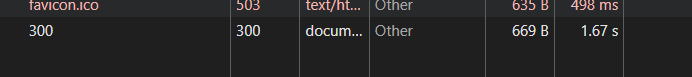 favicon.ico 503 text/ht... Other 635 B 498 ms
300 300 docum... Other 669 B 1.67 s